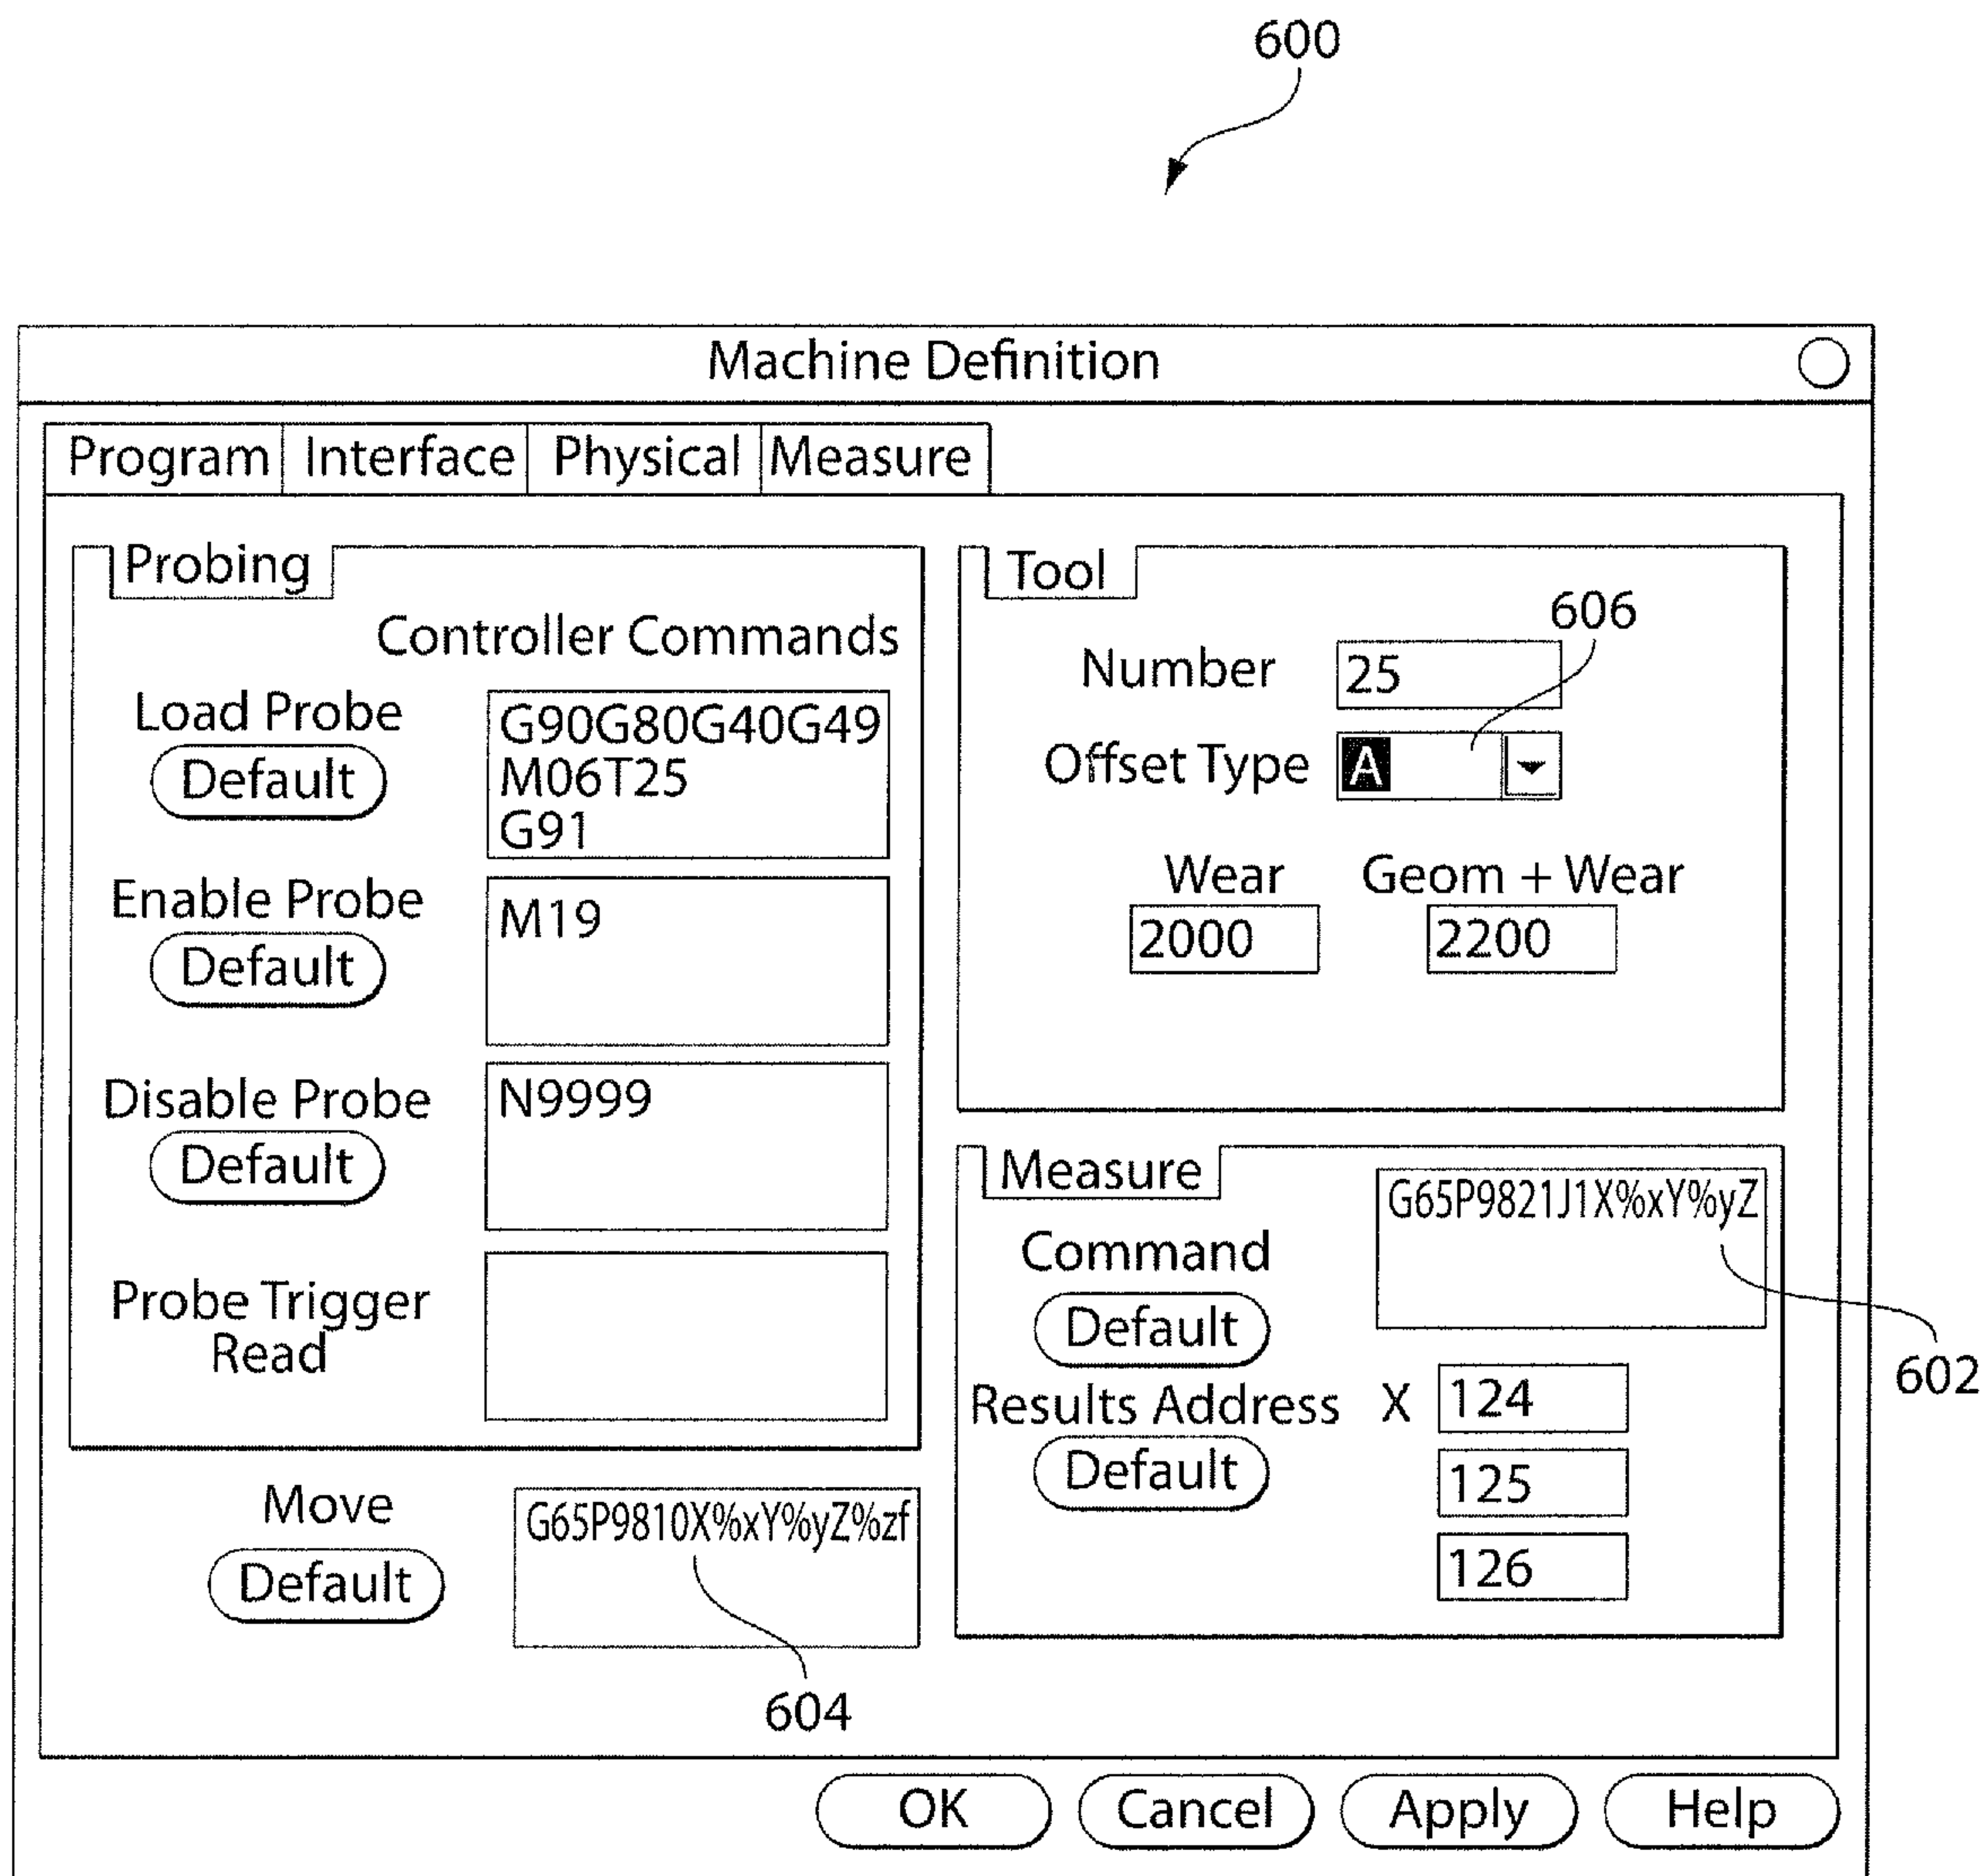 600
Machine Definition
Program Interface Physical Measure
Probing
Controller Commands
Load Probe
Default
G90G80G40G49
M06T25
G91
Enable Probe
Default
M19
Disable Probe
Default
N9999
Probe Trigger
Read
Move
Default
G65P9810X%xY%yZ%zf
604
Tool
606
Number 25
Offset Type A
Wear Geom + Wear
2000 2200
Measure
G65P9821J1X%xY%yZ
Command
Default
602
Results Address X 124
Default
125
126
OK Cancel Apply Help